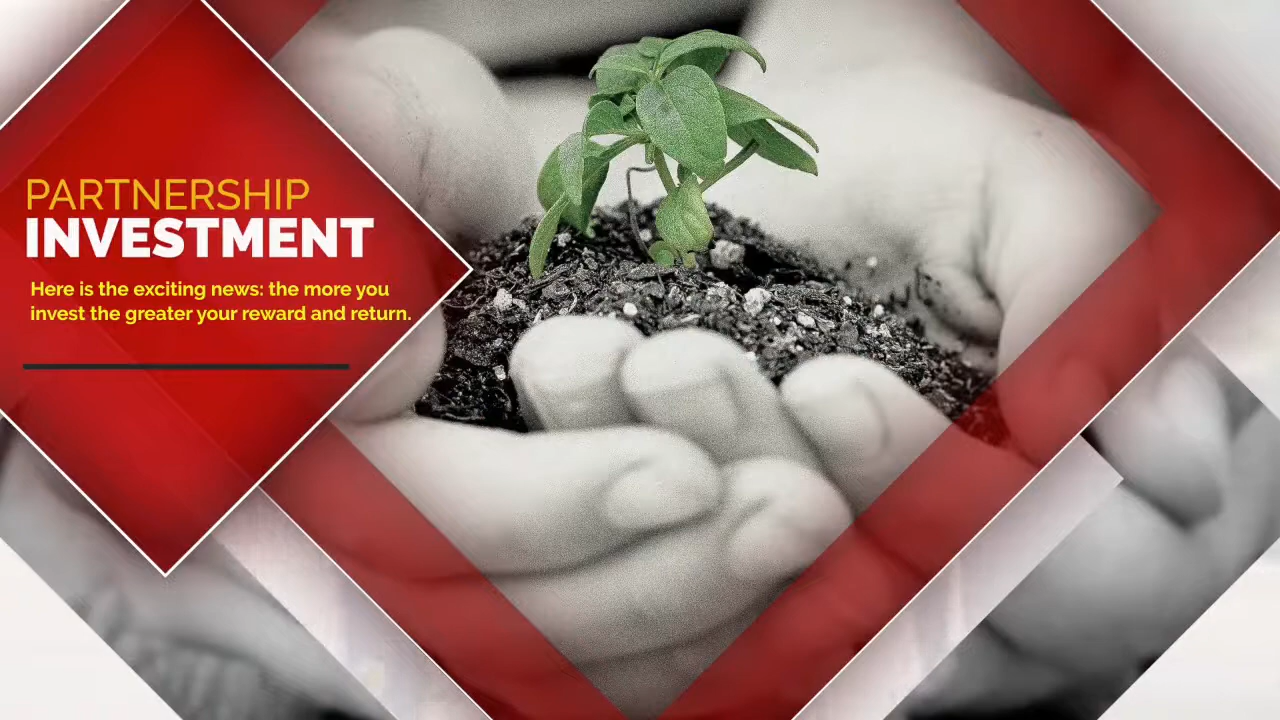 PARTNERSHIP
INVESTMENT
Here is the exciting news: the more you
invest the greater your reward and return.